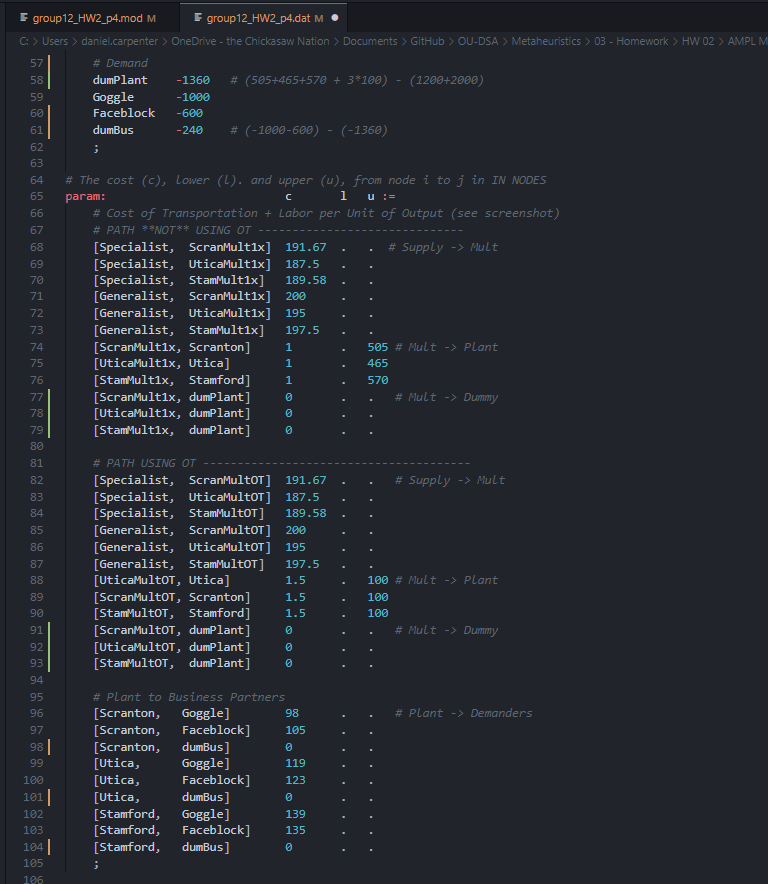 group12_HW2_p4.mod M group12_HW2_p4.dat M
C: > Users > daniel.carpenter > OneDrive - the Chickasaw Nation > Documents > GitHub > OU-DSA > Metaheuristics > 03 - Homework > HW 02 > AMPL M
57 # Demand
58 dumPlant -1360 # (505+465+570 + 3*100) - (1200+2000)
59 Goggle -1000
60 Faceblock -600
61 dumBus -240 # (-1000-600) - (-1360)
62 ;
63
64 # The cost (c), lower (l). and upper (u), from node i to j in IN NODES
65 param: c l u :=
66 # Cost of Transportation + Labor per Unit of Output (see screenshot)
67 # PATH **NOT** USING OT ------------------------------
68 [Specialist, ScranMult1x] 191.67 . . # Supply -> Mult
69 [Specialist, UticaMult1x] 187.5 . .
70 [Specialist, StamMult1x] 189.58 . .
71 [Generalist, ScranMult1x] 200 . .
72 [Generalist, UticaMult1x] 195 . .
73 [Generalist, StamMult1x] 197.5 . .
74 [ScranMult1x, Scranton] 1 . 505 # Mult -> Plant
75 [UticaMult1x, Utica] 1 . 465
76 [StamMult1x, Stamford] 1 . 570
77 [ScranMult1x, dumPlant] 0 . . # Mult -> Dummy
78 [UticaMult1x, dumPlant] 0 . .
79 [StamMult1x, dumPlant] 0 . .
80
81 # PATH USING OT ---------------------------------------
82 [Specialist, ScranMultOT] 191.67 . . # Supply -> Mult
83 [Specialist, UticaMultOT] 187.5 . .
84 [Specialist, StamMultOT] 189.58 . .
85 [Generalist, ScranMultOT] 200 . .
86 [Generalist, UticaMultOT] 195 . .
87 [Generalist, StamMultOT] 197.5 . .
88 [UticaMultOT, Utica] 1.5 . 100 # Mult -> Plant
89 [ScranMultOT, Scranton] 1.5 . 100
90 [StamMultOT, Stamford] 1.5 . 100
91 [ScranMultOT, dumPlant] 0 . . # Mult -> Dummy
92 [UticaMultOT, dumPlant] 0 . .
93 [StamMultOT, dumPlant] 0 . .
94
95 # Plant to Business Partners
96 [Scranton, Goggle] 98 . . # Plant -> Demanders
97 [Scranton, Faceblock] 105 . .
98 [Scranton, dumBus] 0 . .
99 [Utica, Goggle] 119 . .
100 [Utica, Faceblock] 123 . .
101 [Utica, dumBus] 0 . .
102 [Stamford, Goggle] 139 . .
103 [Stamford, Faceblock] 135 . .
104 [Stamford, dumBus] 0 . .
105 ;
106